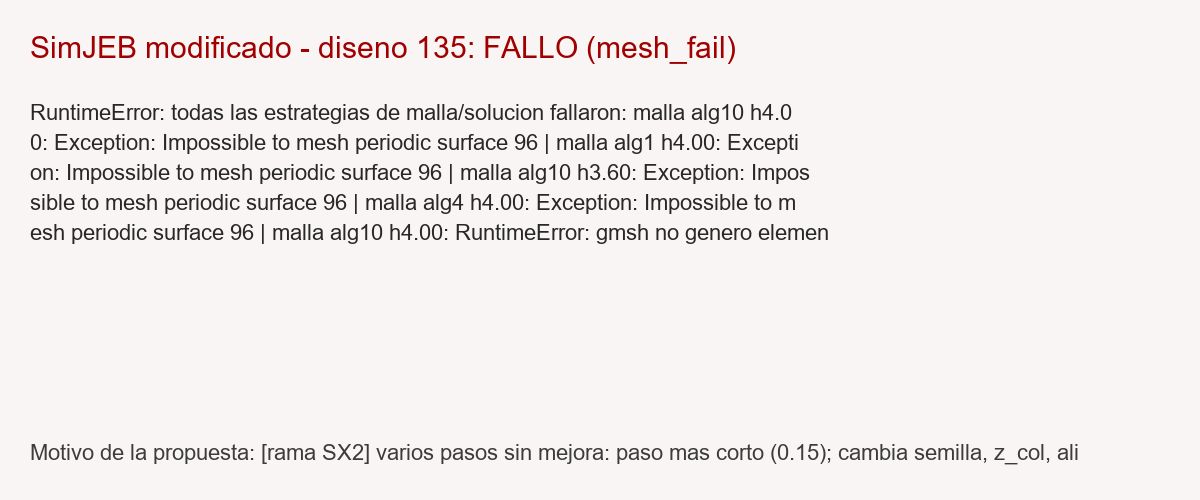 SimJEB modificado - diseno 135: FALLO (mesh_fail)
RuntimeError: todas las estrategias de malla/solucion fallaron: malla alg10 h4.0
0: Exception: Impossible to mesh periodic surface 96 | malla alg1 h4.00: Excepti
on: Impossible to mesh periodic surface 96 | malla alg10 h3.60: Exception: Impos
sible to mesh periodic surface 96 | malla alg4 h4.00: Exception: Impossible to m
esh periodic surface 96 | malla alg10 h4.00: RuntimeError: gmsh no genero elemen
Motivo de la propuesta: [rama SX2] varios pasos sin mejora: paso mas corto (0.15); cambia semilla, z_col, ali